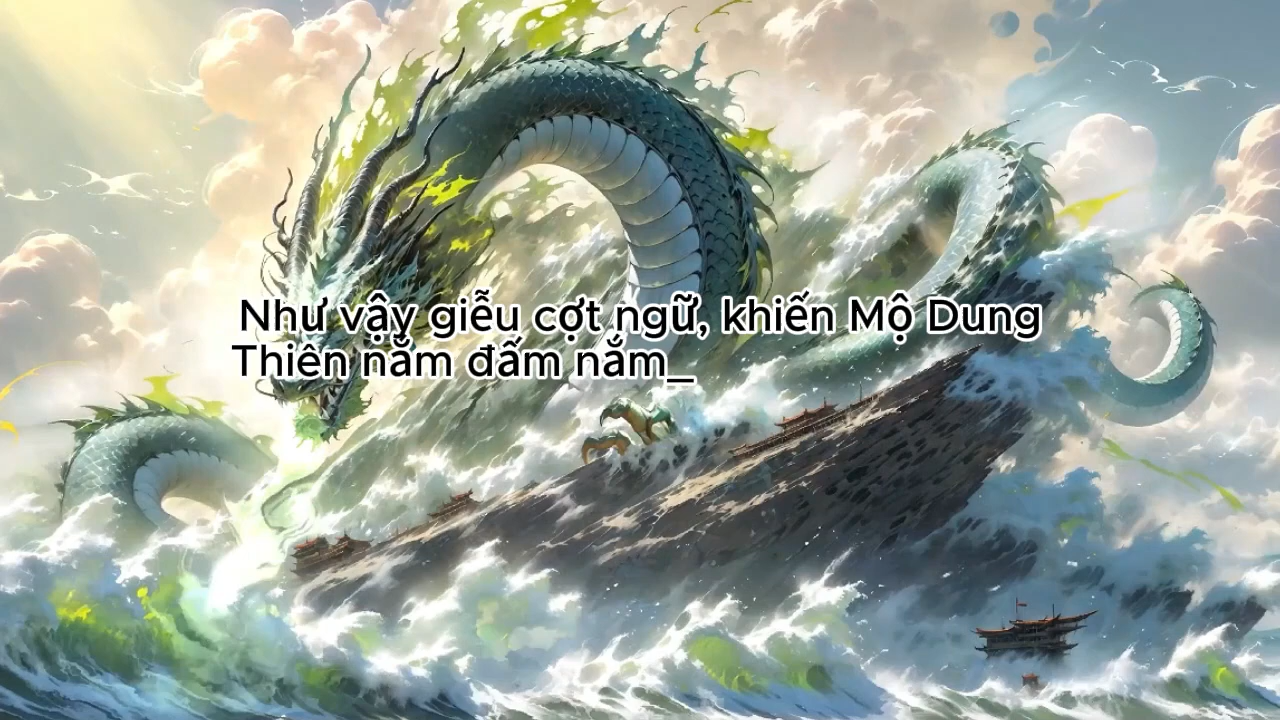 Như vậy giễu cợt ngữ, khiến Mộ Dung
Thiên nắm đấm nắm_